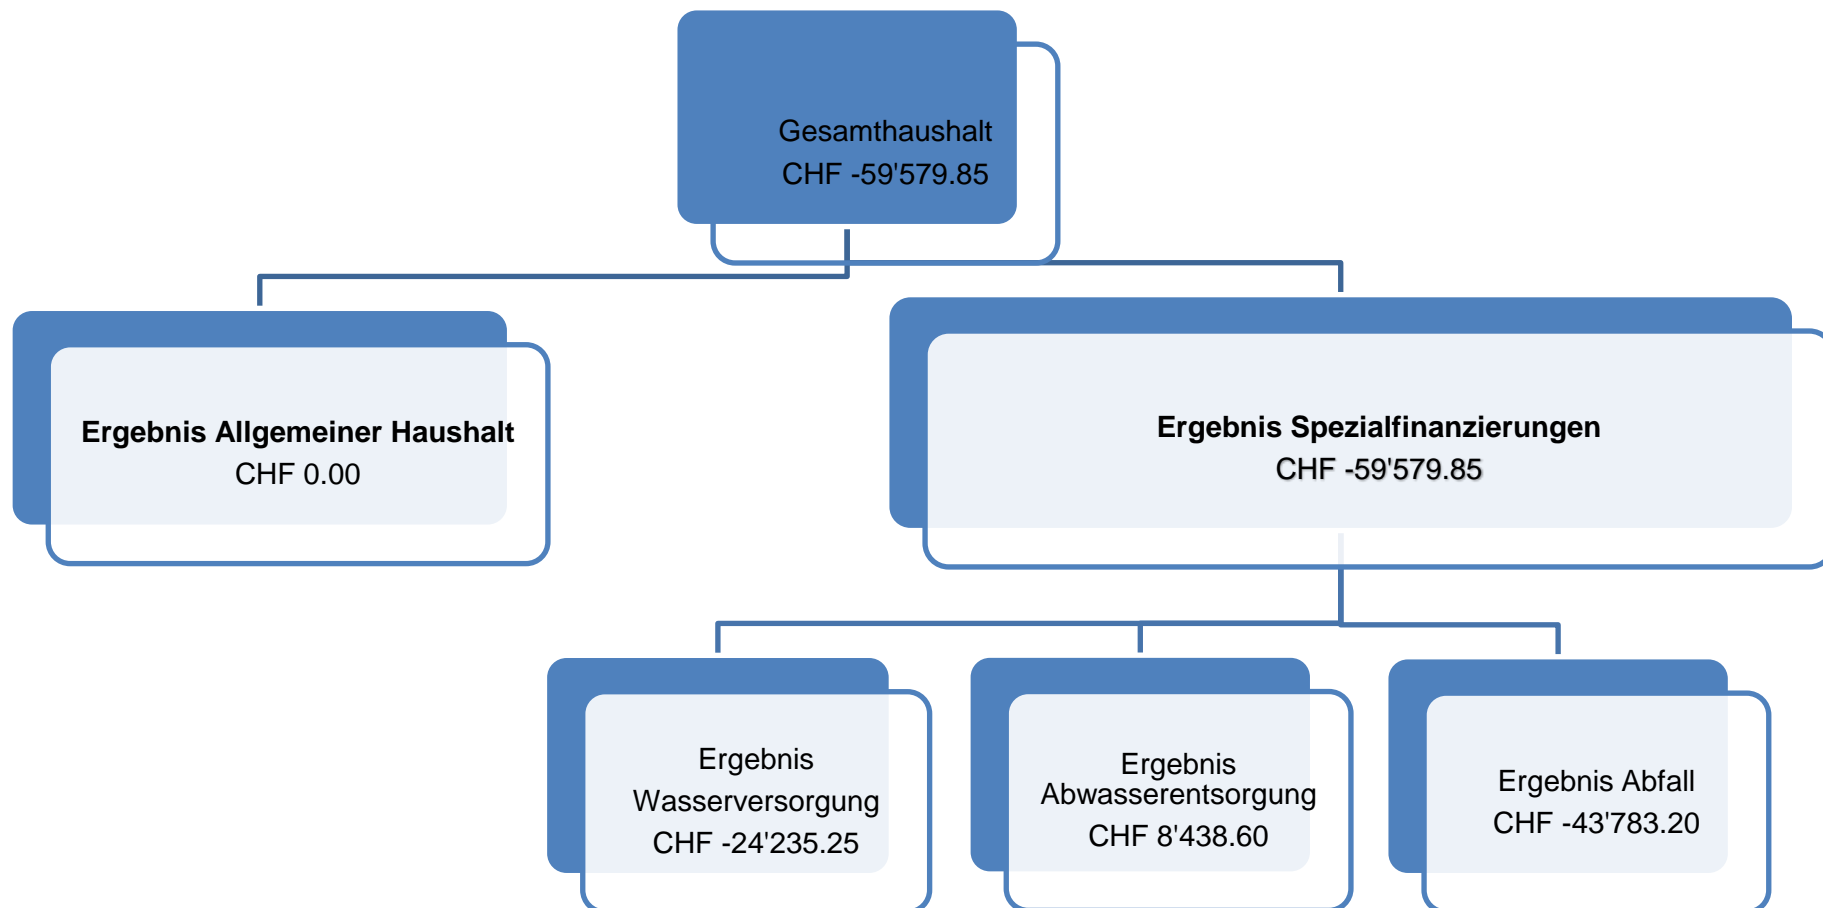 Gesamthaushalt
CHF -59'579.85
Ergebnis Allgemeiner Haushalt
CHF 0.00
Ergebnis Spezialfinanzierungen
CHF -59'579.85
Ergebnis
Wasserversorgung
CHF -24'235.25
Ergebnis
Abwasserentsorgung
CHF 8'438.60
Ergebnis Abfall
CHF -43'783.20